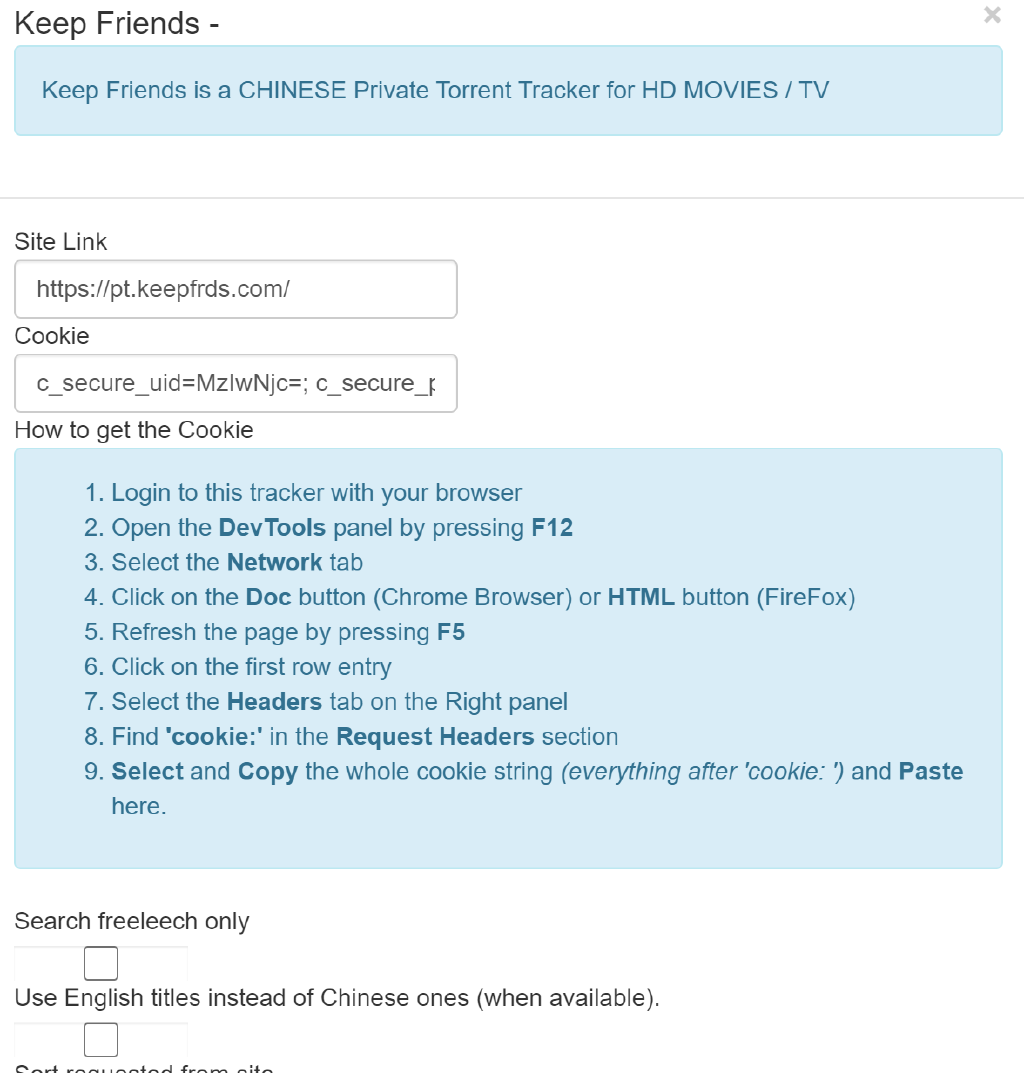 Keep Friends -
×
Keep Friends is a CHINESE Private Torrent Tracker for HD MOVIES / TV
Site Link
https://pt.keepfrds.com/
Cookie
c_secure_uid=MzIwNjc=; c_secure_p
How to get the Cookie
1. Login to this tracker with your browser
2. Open the DevTools panel by pressing F12
3. Select the Network tab
4. Click on the Doc button (Chrome Browser) or HTML button (FireFox)
5. Refresh the page by pressing F5
6. Click on the first row entry
7. Select the Headers tab on the Right panel
8. Find 'cookie:' in the Request Headers section
9. Select and Copy the whole cookie string (everything after 'cookie: ') and Paste
here.
Search freeleech only
Use English titles instead of Chinese ones (when available).
Sort requested from site